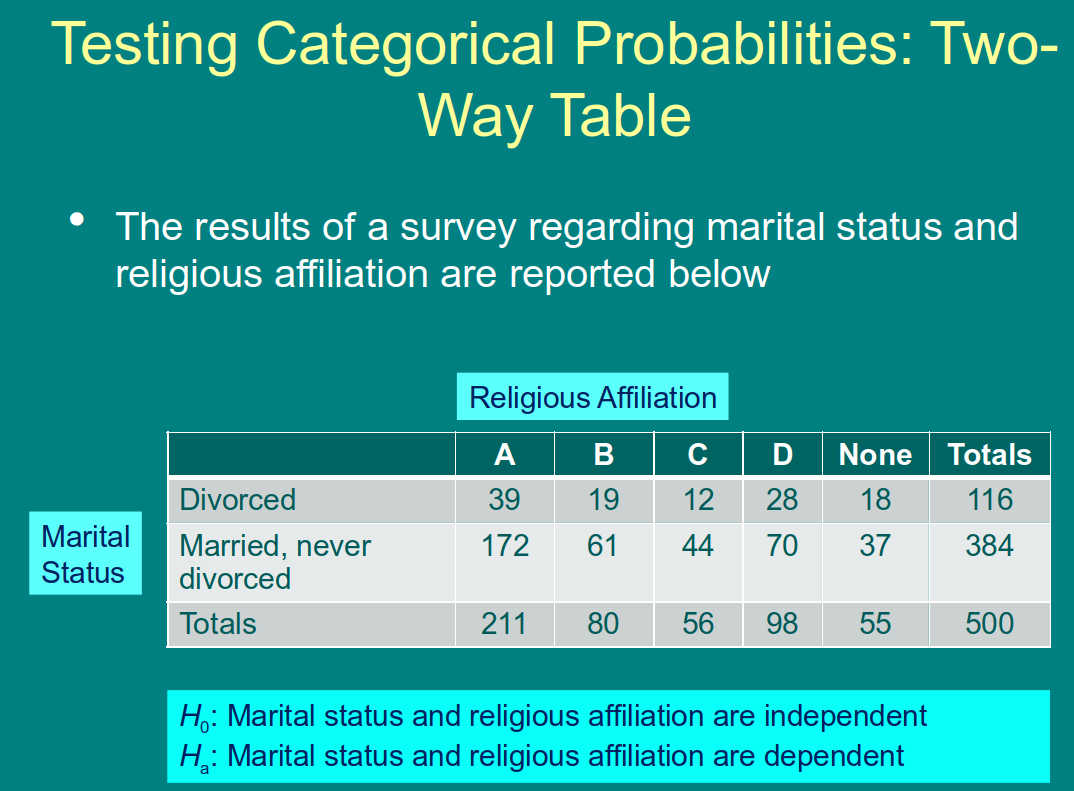 Testing Categorical Probabilities: Two-
Way Table
• The results of a survey regarding marital status and
religious affiliation are reported below
Religious Affiliation
A B C D None Totals
Divorced 39 19 12 28 18 116
Marital
Status
Married, never
divorced 172 61 44 70 37 384
Totals 211 80 56 98 55 500
H0: Marital status and religious affiliation are independent
Ha: Marital status and religious affiliation are dependent